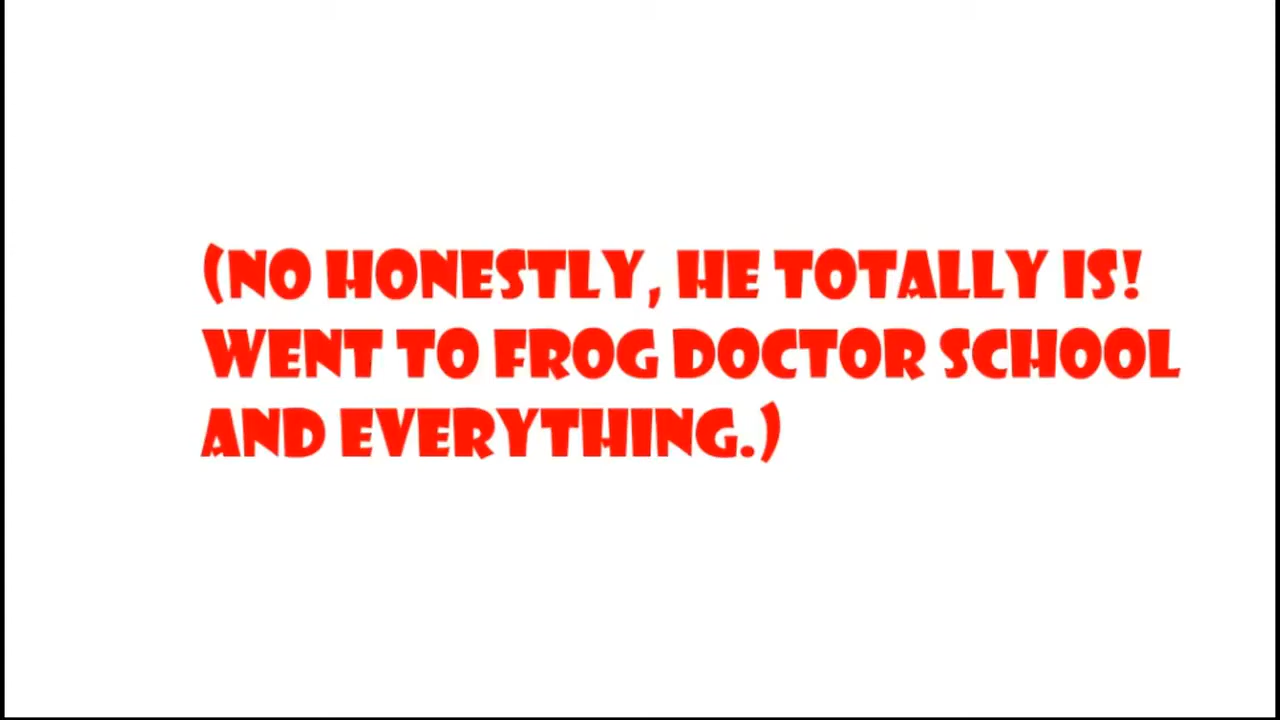 (NO HONESTLY, HE TOTALLY IS!
WENT TO FROG DOCTOR SCHOOL
AND EVERYTHING.)